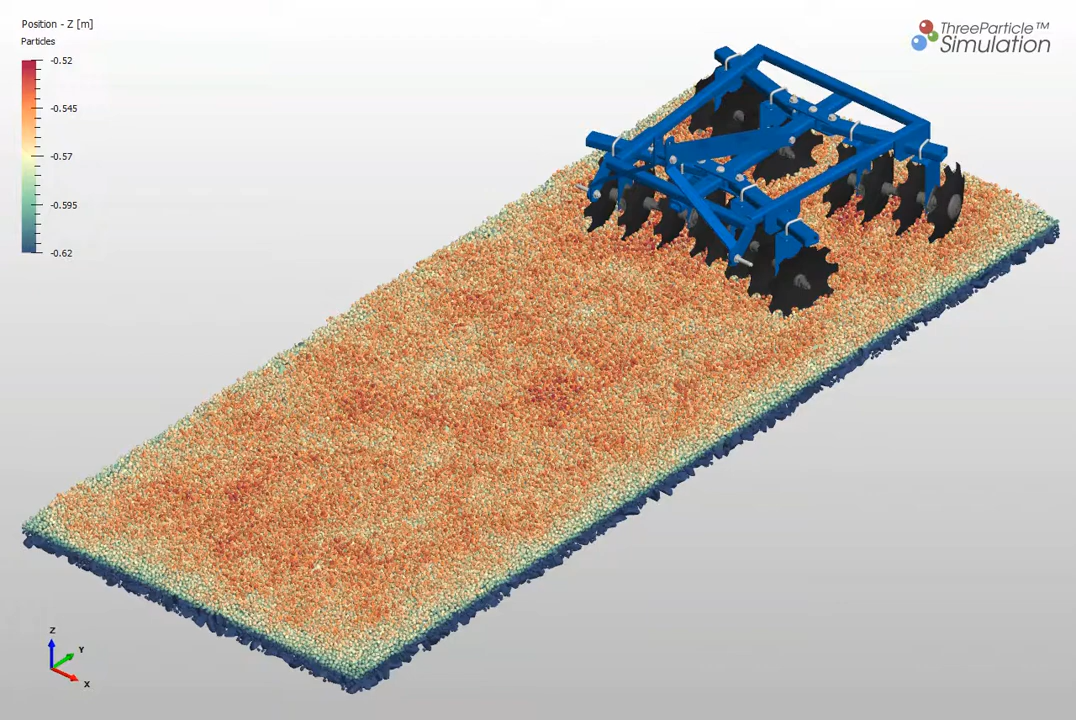 Position - Z [m]
Particles
-0.52
-0.545
-0.57
-0.595
-0.62
ThreeParticle™
Simulation
Z
Y
X